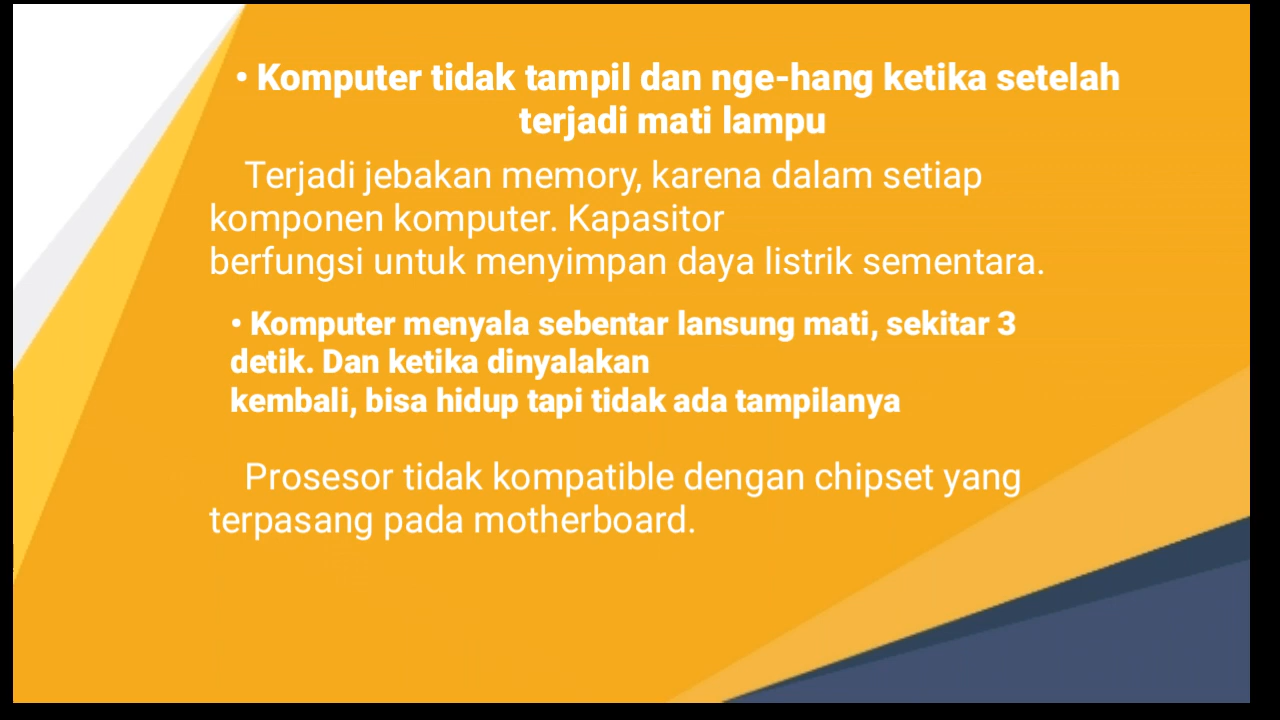 • Komputer tidak tampil dan nge-hang ketika setelah
terjadi mati lampu
Terjadi jebakan memory, karena dalam setiap
komponen komputer. Kapasitor
berfungsi untuk menyimpan daya listrik sementara.
• Komputer menyala sebentar lansung mati, sekitar 3
detik. Dan ketika dinyalakan
kembali, bisa hidup tapi tidak ada tampilanya
Prosesor tidak kompatible dengan chipset yang
terpasang pada motherboard.